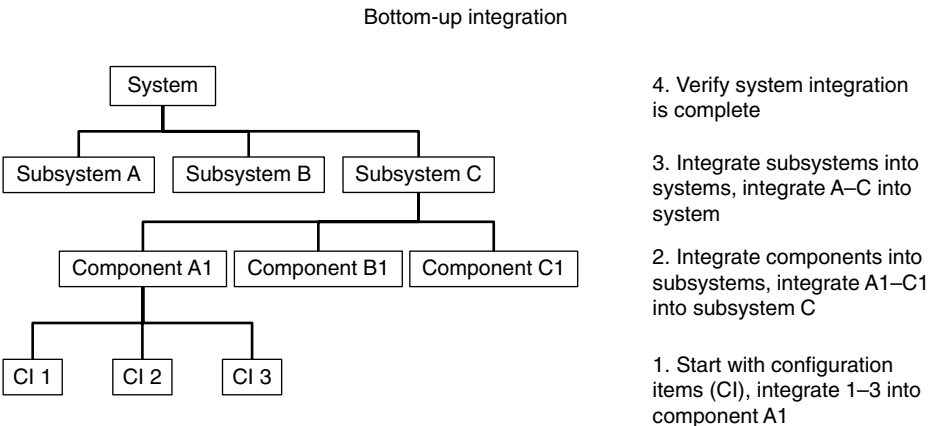 Bottom-up integration
System
4. Verify system integration
is complete
Subsystem A
Subsystem B
Subsystem C
3. Integrate subsystems into
systems, integrate A–C into
system
Component A1
Component B1
Component C1
2. Integrate components into
subsystems, integrate A1–C1
into subsystem C
CI 1
CI 2
CI 3
1. Start with configuration
items (CI), integrate 1–3 into
component A1